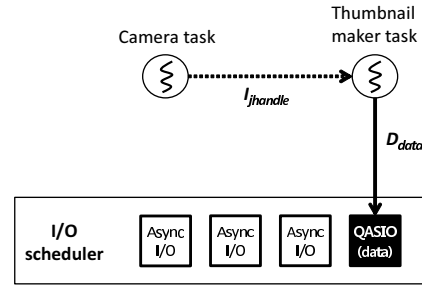 Camera task
Thumbnail
maker task
I_jhandle
D_data
I/O
scheduler
Async
I/O
Async
I/O
Async
I/O
QASIO
(data)